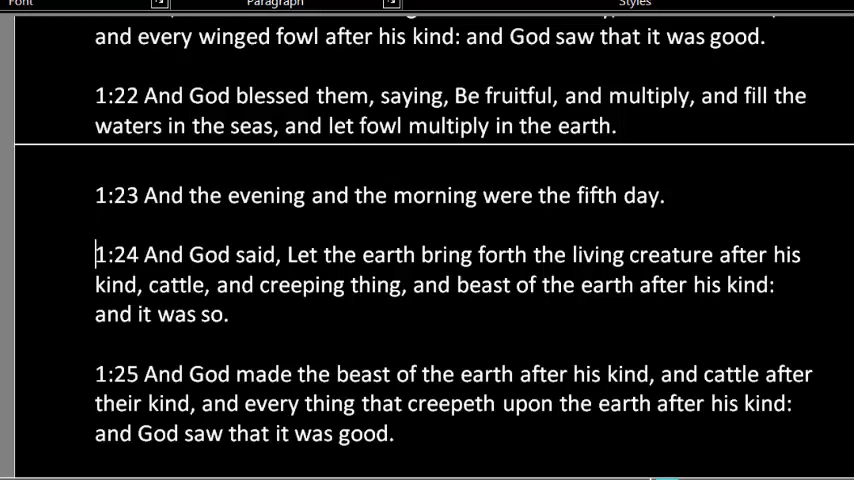 Font Paragraph Styles
and every winged fowl after his kind: and God saw that it was good.
1:22 And God blessed them, saying, Be fruitful, and multiply, and fill the
waters in the seas, and let fowl multiply in the earth.
1:23 And the evening and the morning were the fifth day.
1:24 And God said, Let the earth bring forth the living creature after his
kind, cattle, and creeping thing, and beast of the earth after his kind:
and it was so.
1:25 And God made the beast of the earth after his kind, and cattle after
their kind, and every thing that creepeth upon the earth after his kind:
and God saw that it was good.